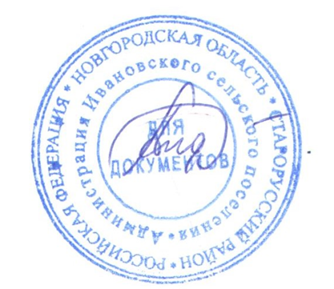 РОССИЙСКАЯ ФЕДЕРАЦИЯ * НОВГОРОДСКАЯ ОБЛАСТЬ * СТАРОРУССКИЙ РАЙОН *
Администрация Ивановского сельского поселения *
ДЛЯ
ДОКУМЕНТОВ